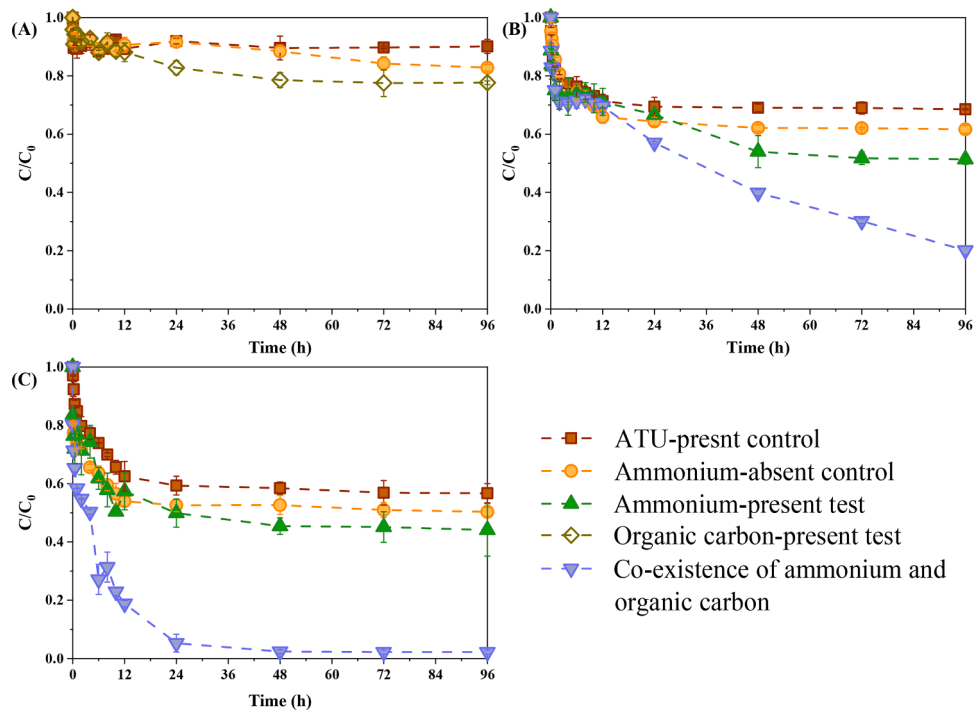 (A)
1.0
0.8
0.6
0.4
0.2
0.0
C/C0
0 12 24 36 48 60 72 84 96
Time (h)
(B)
1.0
0.8
0.6
0.4
0.2
0.0
C/C0
0 12 24 36 48 60 72 84 96
Time (h)
(C)
1.0
0.8
0.6
0.4
0.2
0.0
C/C0
0 12 24 36 48 60 72 84 96
Time (h)
ATU-presnt control
Ammonium-absent control
Ammonium-present test
Organic carbon-present test
Co-existence of ammonium and
organic carbon